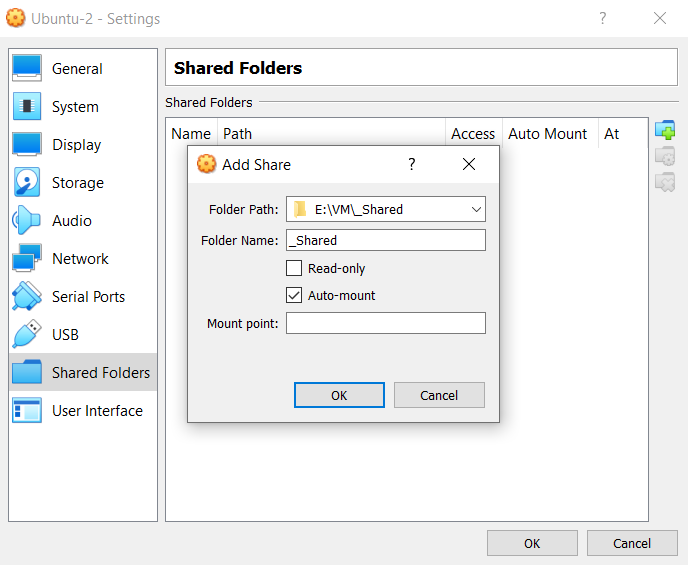 Ubuntu-2 - Settings
?
General
System
Display
Storage
Audio
Network
Serial Ports
USB
Shared Folders
User Interface
Shared Folders
Shared Folders
Name Path Access Auto Mount At
Add Share
?
Folder Path: E:\VM\_Shared
Folder Name: _Shared
Read-only
Auto-mount
Mount point:
OK Cancel
OK Cancel